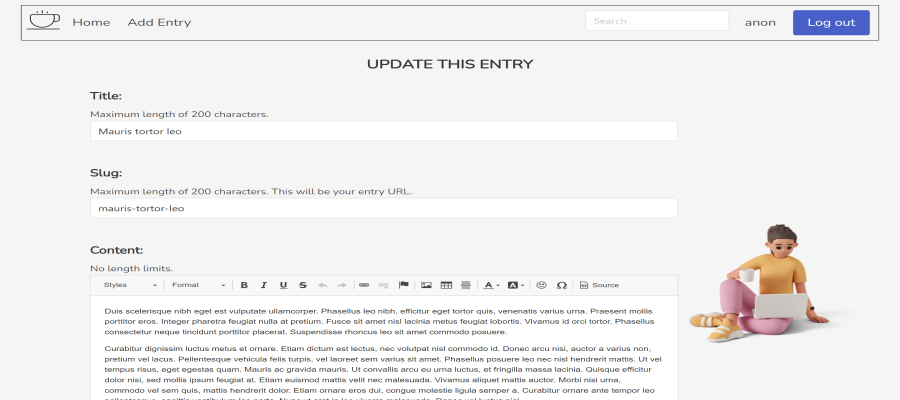 Home Add Entry Search anon Log out
UPDATE THIS ENTRY
Title:
Maximum length of 200 characters.
Mauris tortor leo
Slug:
Maximum length of 200 characters. This will be your entry URL.
mauris-tortor-leo
Content:
No length limits.
Styles Format B I U S A A Ω Source
Duis scelerisque nibh eget est vulputate ullamcorper. Phasellus leo nibh, efficitur eget tortor quis, venenatis varius urna. Praesent mollis
porttitor eros. Integer pharetra feugiat nulla at pretium. Fusce sit amet nisl lacinia metus feugiat lobortis. Vivamus id orci tortor. Phasellus
consectetur neque tincidunt porttitor placerat. Suspendisse rhoncus leo sit amet commodo posuere.
Curabitur dignissim luctus metus et ornare. Etiam dictum est lectus, nec volutpat nisl commodo id. Donec arcu nisi, auctor a varius non,
pretium vel lacus. Pellentesque vehicula felis turpis, vel laoreet sem varius sit amet. Phasellus posuere leo nec nisl hendrerit mattis. Ut vel
tempus risus, eget egestas quam. Mauris ac gravida mauris. Ut convallis arcu eu urna luctus, et fringilla massa lacinia. Quisque efficitur
dolor nisi, sed mollis ipsum feugiat at. Etiam euismod mattis velit nec malesuada. Vivamus aliquet mattis auctor. Morbi nisi urna,
commodo vel sem quis, mattis hendrerit dolor. Etiam ornare eros dui, congue molestie ligula semper a. Curabitur ornare ante tempor leo